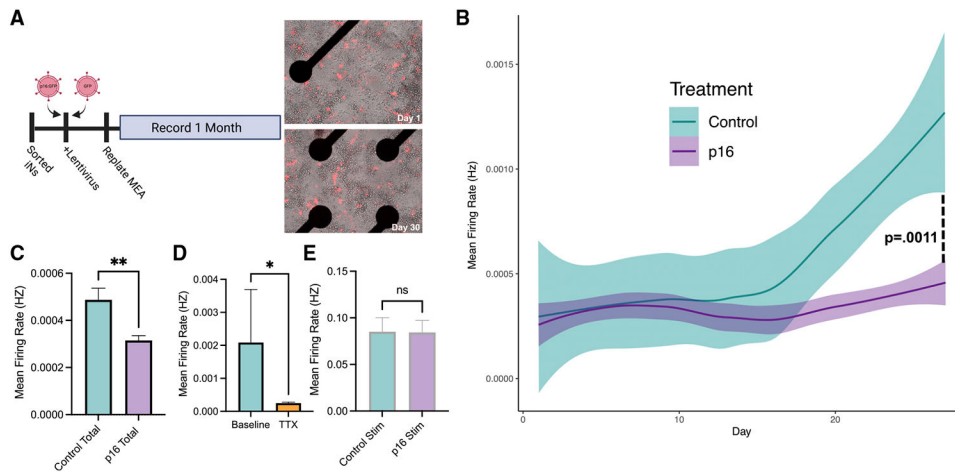 A
p16-GFP
GFP
Record 1 Month
Sorted
iNs
+Lentivirus
Replate MEA
Day 1
Day 30
B
Mean Firing Rate (Hz)
0.0015
0.0010
0.0005
0.0000
0
10
20
Day
Treatment
Control
p16
p=.0011
C
Mean Firing Rate (HZ)
0.0006
0.0004
0.0002
0.0000
**
Control Total
p16 Total
D
Mean Firing Rate (HZ)
0.004
0.003
0.002
0.001
0.000
*
Baseline
TTX
E
Mean Firing Rate (HZ)
0.15
0.10
0.05
0.00
ns
Control Stim
p16 Stim